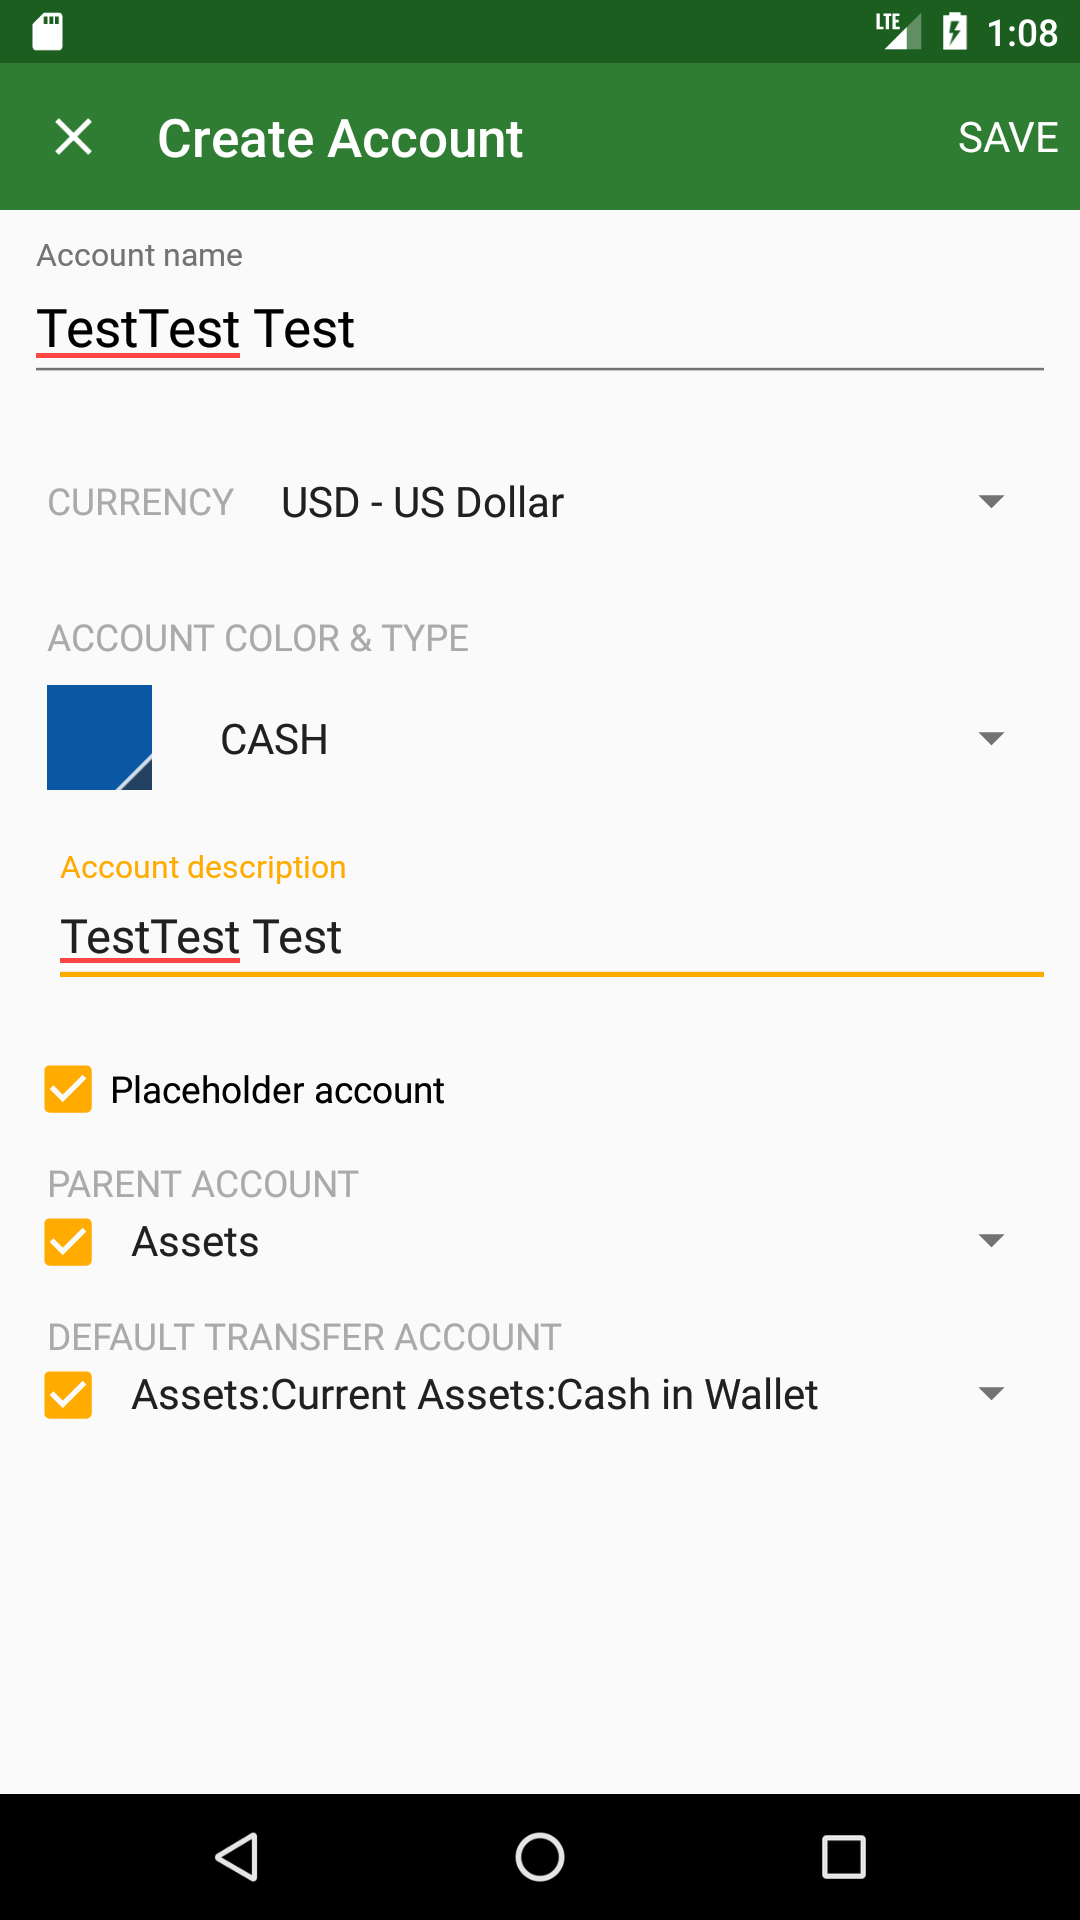 LTE 1:08
Create Account SAVE
Account name
TestTest Test
CURRENCY USD - US Dollar
ACCOUNT COLOR & TYPE
CASH
Account description
TestTest Test
Placeholder account
PARENT ACCOUNT
Assets
DEFAULT TRANSFER ACCOUNT
Assets:Current Assets:Cash in Wallet